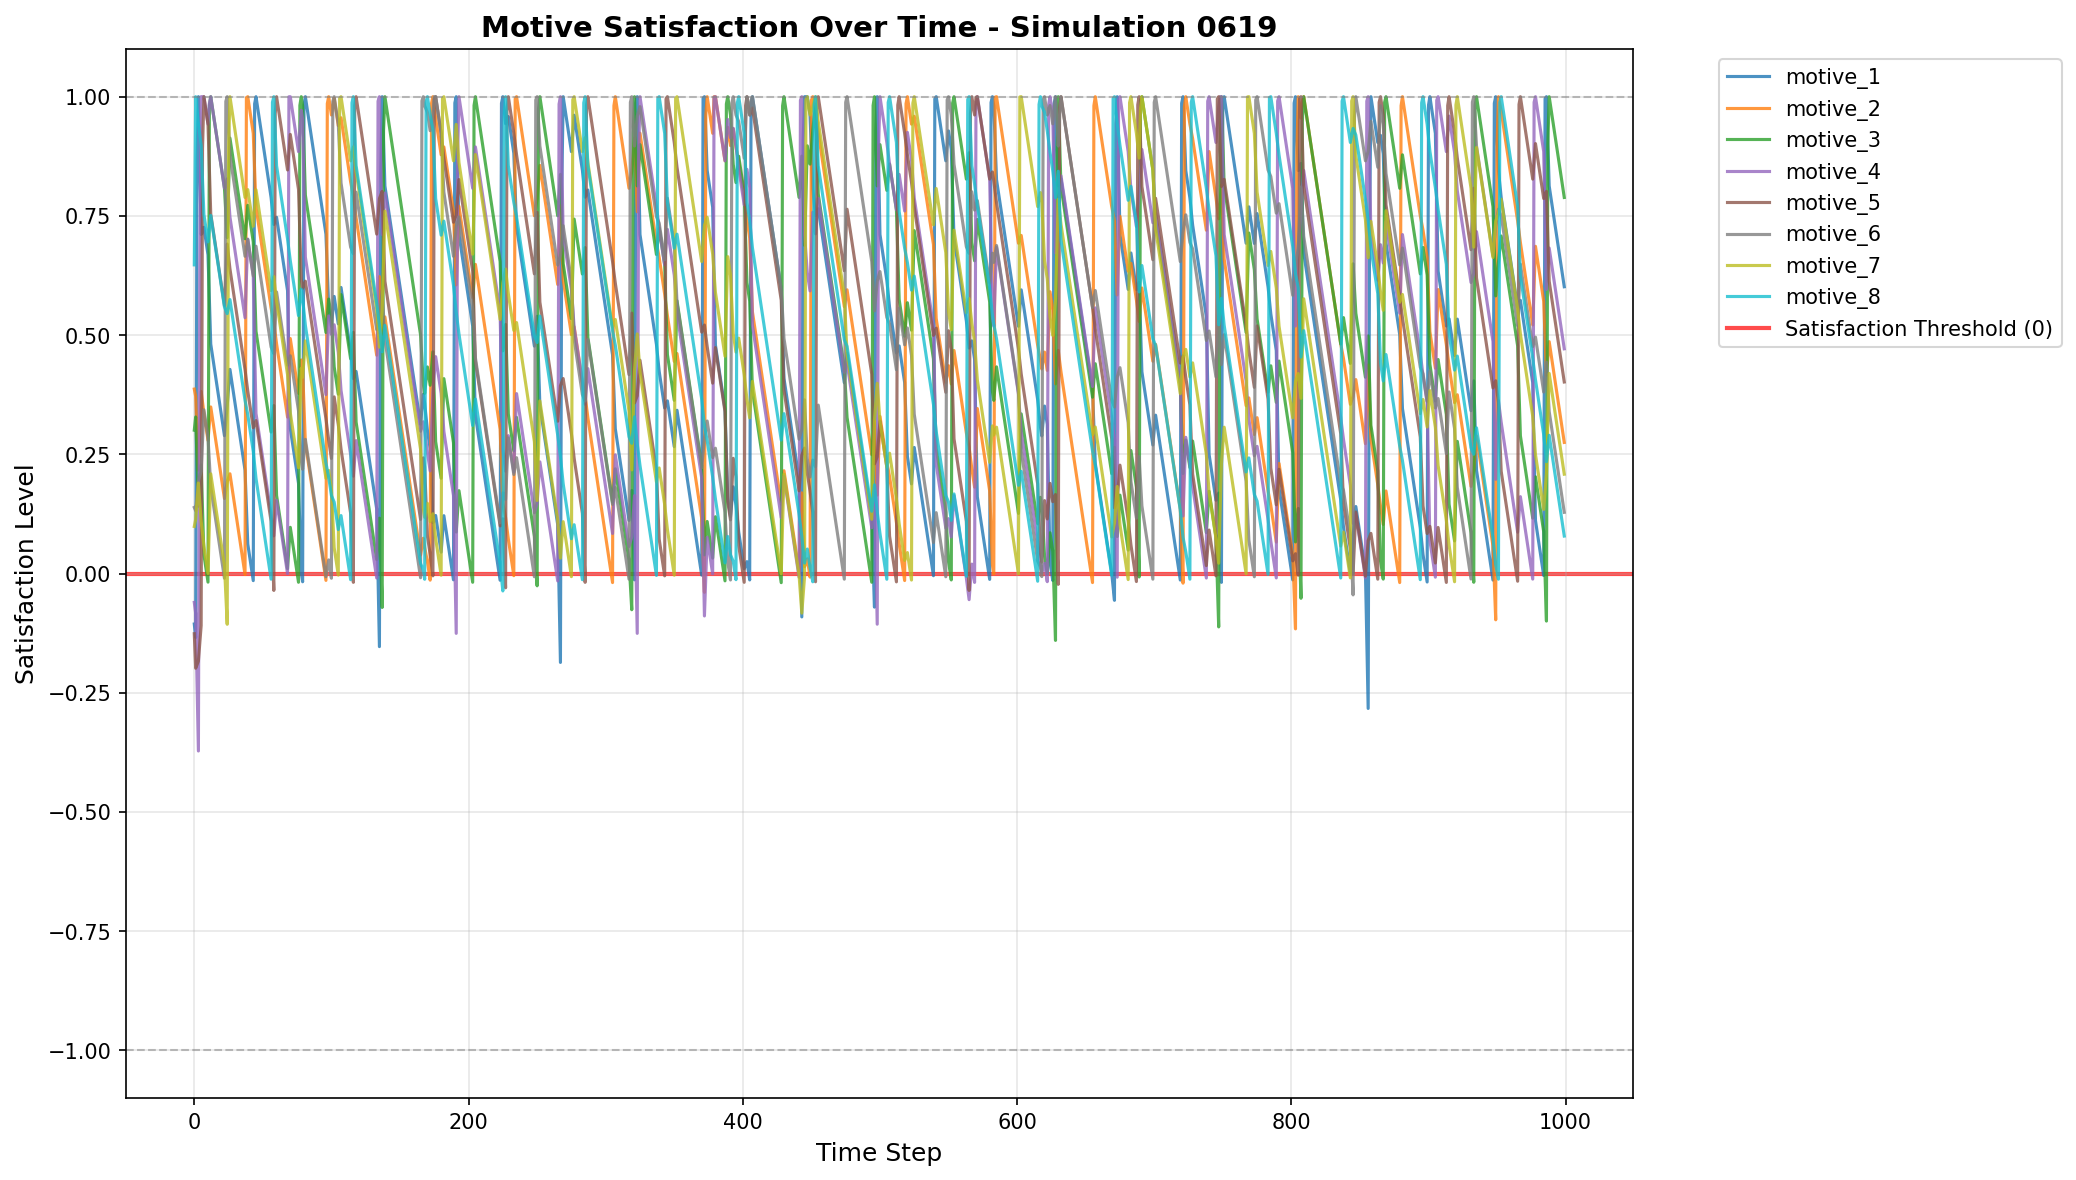 Motive Satisfaction Over Time - Simulation 0619
Satisfaction Level
1.00
0.75
0.50
0.25
0.00
−0.25
−0.50
−0.75
−1.00
0
200
400
600
800
1000
Time Step
motive_1
motive_2
motive_3
motive_4
motive_5
motive_6
motive_7
motive_8
Satisfaction Threshold (0)